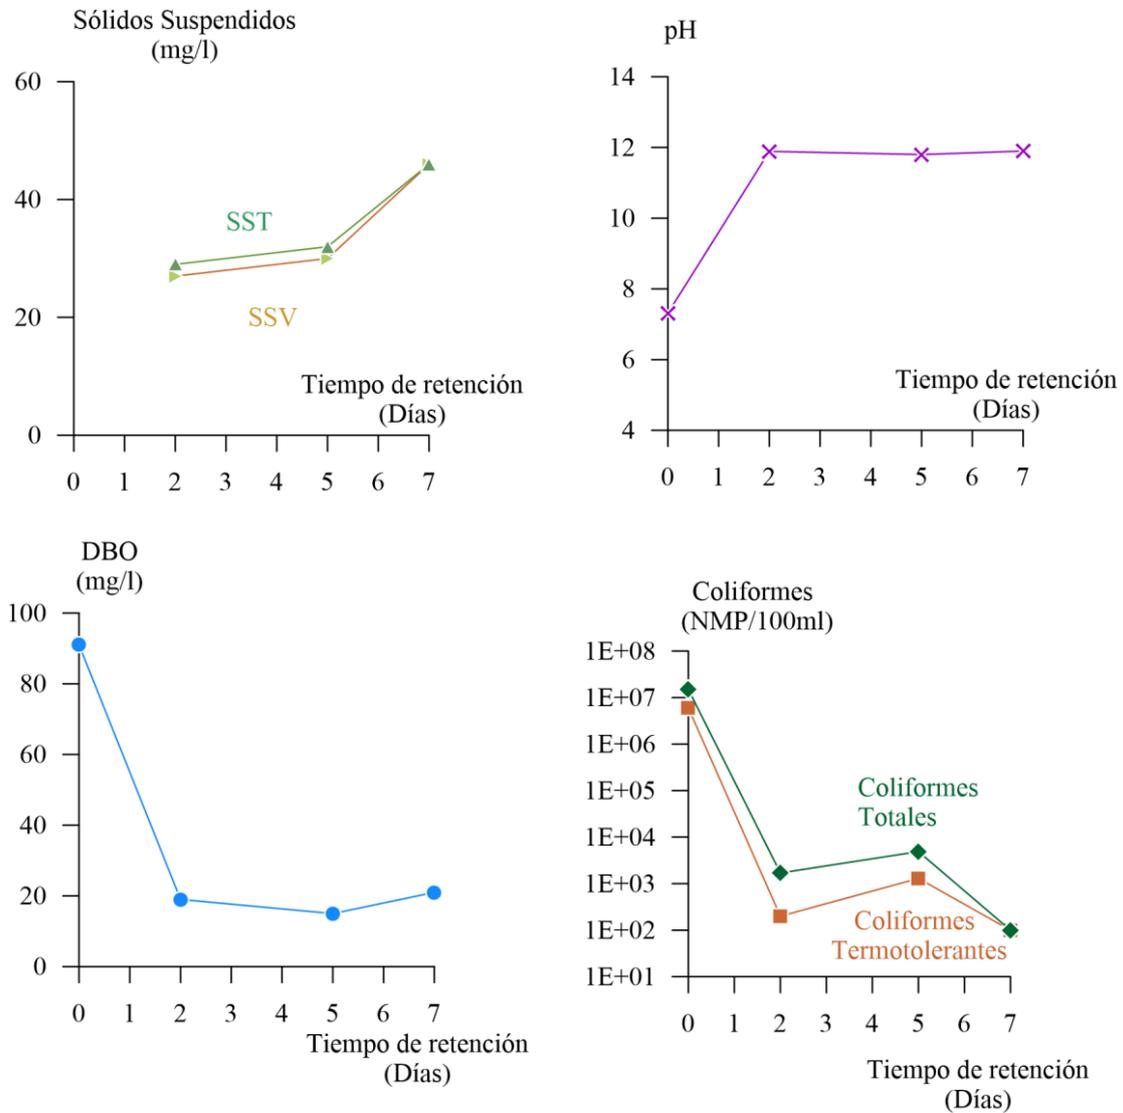 Sólidos Suspendidos
(mg/l)
60
40
20
0
SST
SSV
Tiempo de retención
(Días)
0 1 2 3 4 5 6 7
pH
14
12
10
8
6
4
Tiempo de retención
(Días)
0 1 2 3 4 5 6 7
DBO
(mg/l)
100
80
60
40
20
0
0 1 2 3 4 5 6 7
Tiempo de retención
(Días)
Coliformes
(NMP/100ml)
1E+08
1E+07
1E+06
1E+05
1E+04
1E+03
1E+02
1E+01
Coliformes
Totales
Coliformes
Termotolerantes
0 1 2 3 4 5 6 7
Tiempo de retención
(Días)